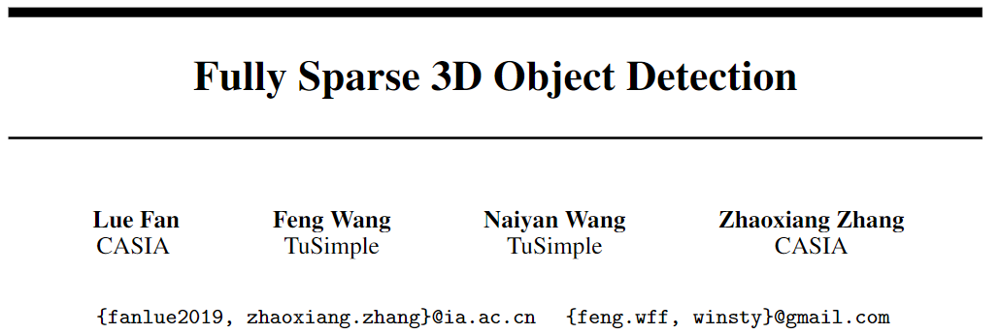 Fully Sparse 3D Object Detection
Lue Fan Feng Wang Naiyan Wang Zhaoxiang Zhang
CASIA TuSimple TuSimple CASIA
{fanlue2019, zhaoxiang.zhang}@ia.ac.cn {feng.wff, winsty}@gmail.com